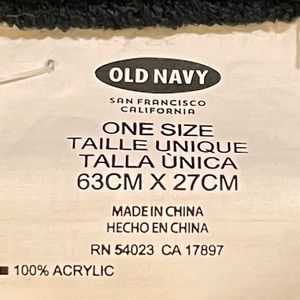 OLD NAVY
SAN FRANCISCO
CALIFORNIA
ONE SIZE
TAILLE UNIQUE
TALLA ÚNICA
63CM X 27CM
MADE IN CHINA
HECHO EN CHINA
RN 54023 CA 17897
100% ACRYLIC